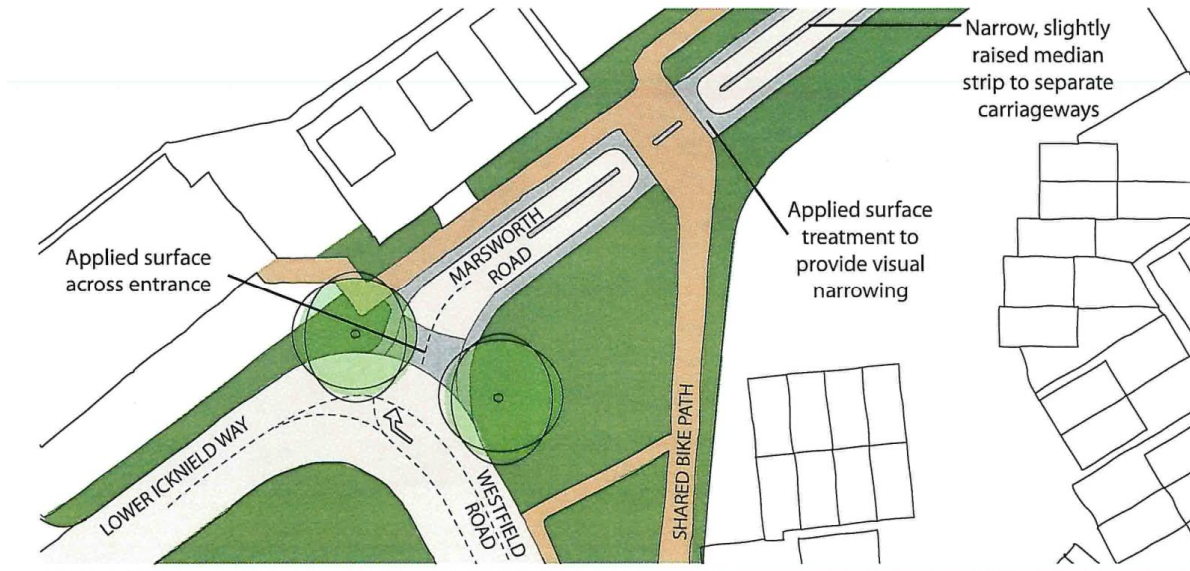 Narrow, slightly
raised median
strip to separate
carriageways
Applied surface
treatment to
provide visual
narrowing
Applied surface
across entrance
MARSWORTH
ROAD
LOWER ICKNIELD WAY
WESTFIELD
ROAD
SHARED BIKE PATH